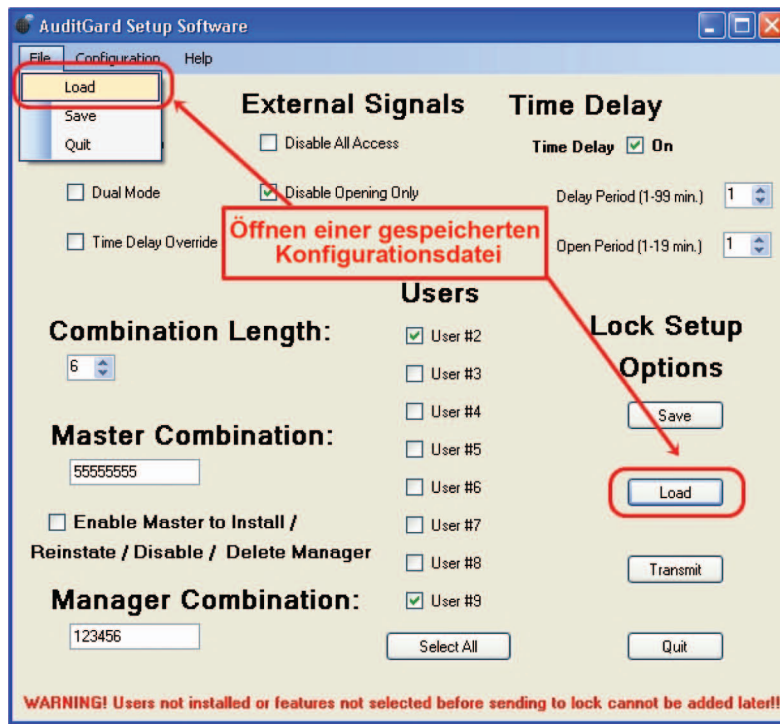 AuditGard Setup Software
File Configuration Help
Load
Save
Quit
External Signals
Disable All Access
Disable Opening Only
Time Delay
Time Delay On
Delay Period (1-99 min.) 1
Open Period (1-19 min.) 1
Dual Mode
Time Delay Override
Öffnen einer gespeicherten
Konfigurationsdatei
Combination Length:
6
Master Combination:
55555555
Enable Master to Install /
Reinstate / Disable / Delete Manager
Manager Combination:
123456
Users
User #2
User #3
User #4
User #5
User #6
User #7
User #8
User #9
Select All
Lock Setup
Options
Save
Load
Transmit
Quit
WARNING! Users not installed or features not selected before sending to lock cannot be added later!!